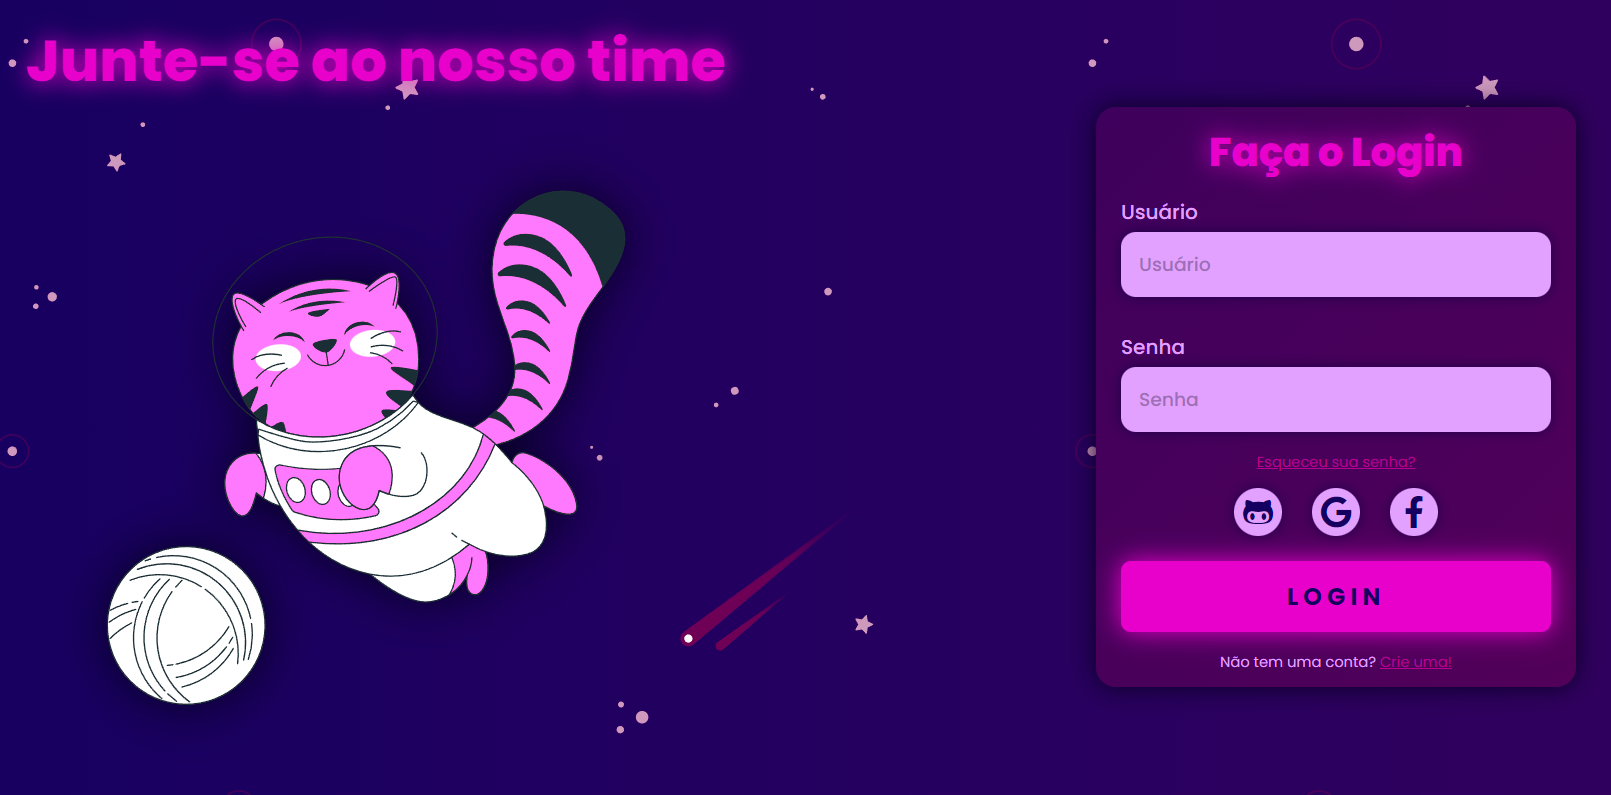 Junte-se ao nosso time
Faça o Login
Usuário
Usuário
Senha
Senha
Esqueceu sua senha?
LOGIN
Não tem uma conta? Crie uma!